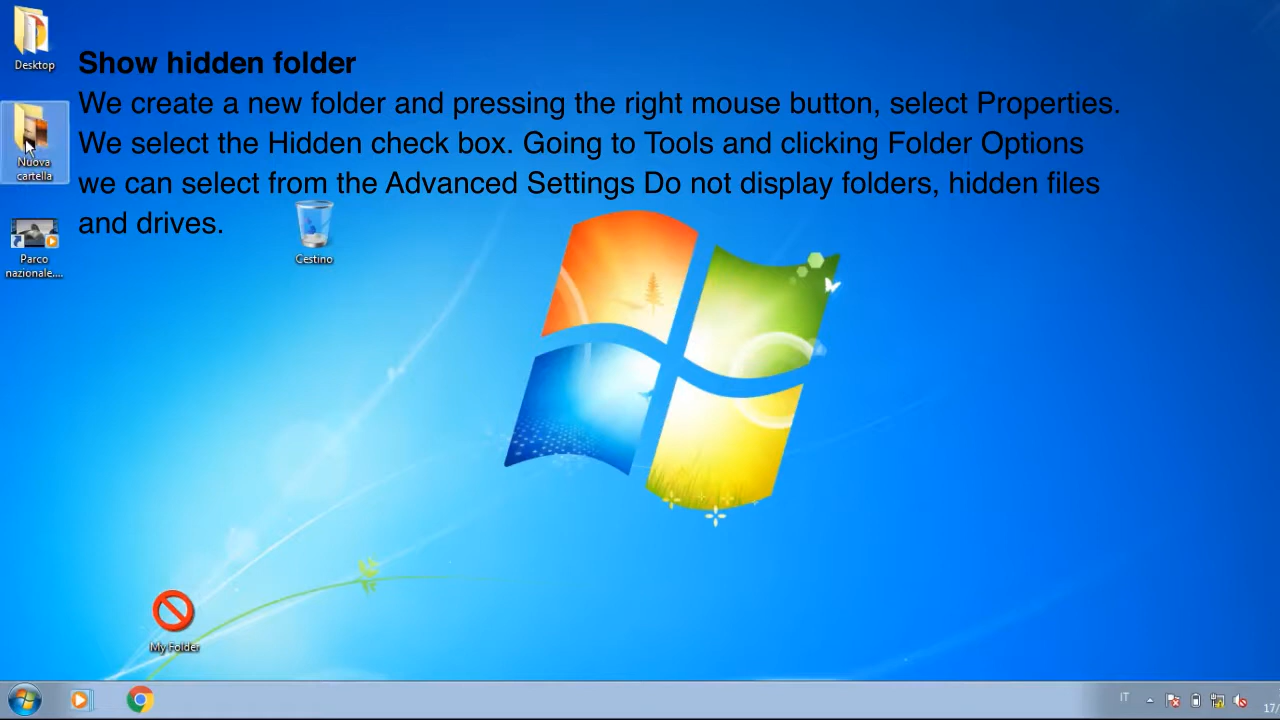 Desktop
Show hidden folder
We create a new folder and pressing the right mouse button, select Properties.
We select the Hidden check box. Going to Tools and clicking Folder Options
we can select from the Advanced Settings Do not display folders, hidden files
and drives.
Nuova
cartella
Parco
nazionale....
Cestino
My Folder
IT
17/